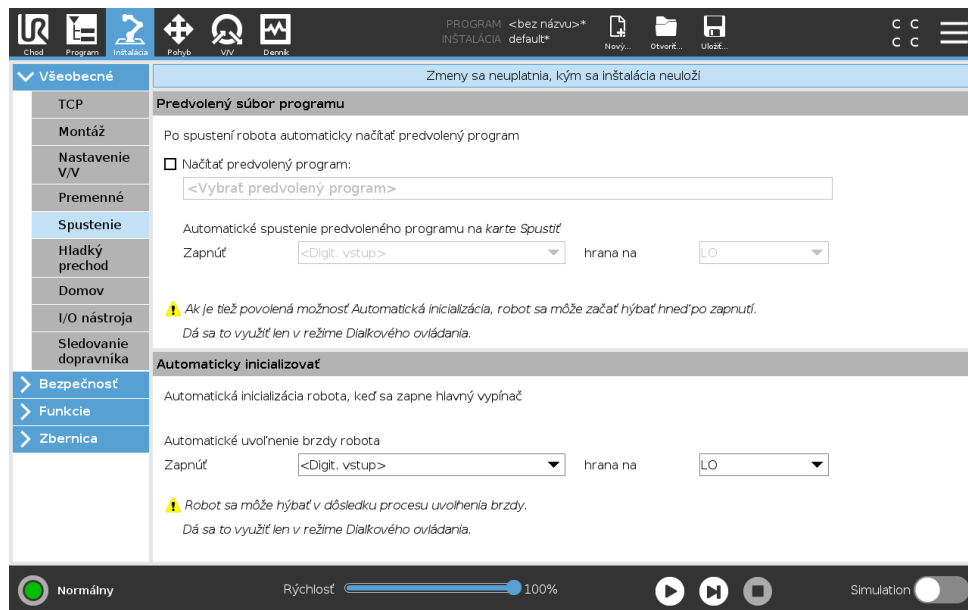 PROGRAM <bez názvu>*
INŠTALÁCIA default*
C C
C C
Chod Program Inštalácia Pohyb V/V Denník Nový... Otvoriť... Uložiť...
Všeobecné
Zmeny sa neuplatnia, kým sa inštalácia neuloží
TCP
Montáž
Nastavenie
V/V
Premenné
Spustenie
Hladký
prechod
Domov
I/O nástroja
Sledovanie
dopravníka
Bezpečnosť
Funkcie
Zbernica
Predvolený súbor programu
Po spustení robota automaticky načítať predvolený program
Načítať predvolený program:
<Vybrať predvolený program>
Automatické spustenie predvoleného programu na karte Spustiť
Zapnúť <Digit. vstup> hrana na LO
Ak je tiež povolená možnosť Automatická inicializácia, robot sa môže začať hýbať hneď po zapnutí.
Dá sa to využiť len v režime Diaľkového ovládania.
Automaticky inicializovať
Automatická inicializácia robota, keď sa zapne hlavný vypínač
Automatické uvoľnenie brzdy robota
Zapnúť <Digit. vstup> hrana na LO
Robot sa môže hýbať v dôsledku procesu uvoľnenia brzdy.
Dá sa to využiť len v režime Diaľkového ovládania.
Normálny Rýchlosť 100% Simulation